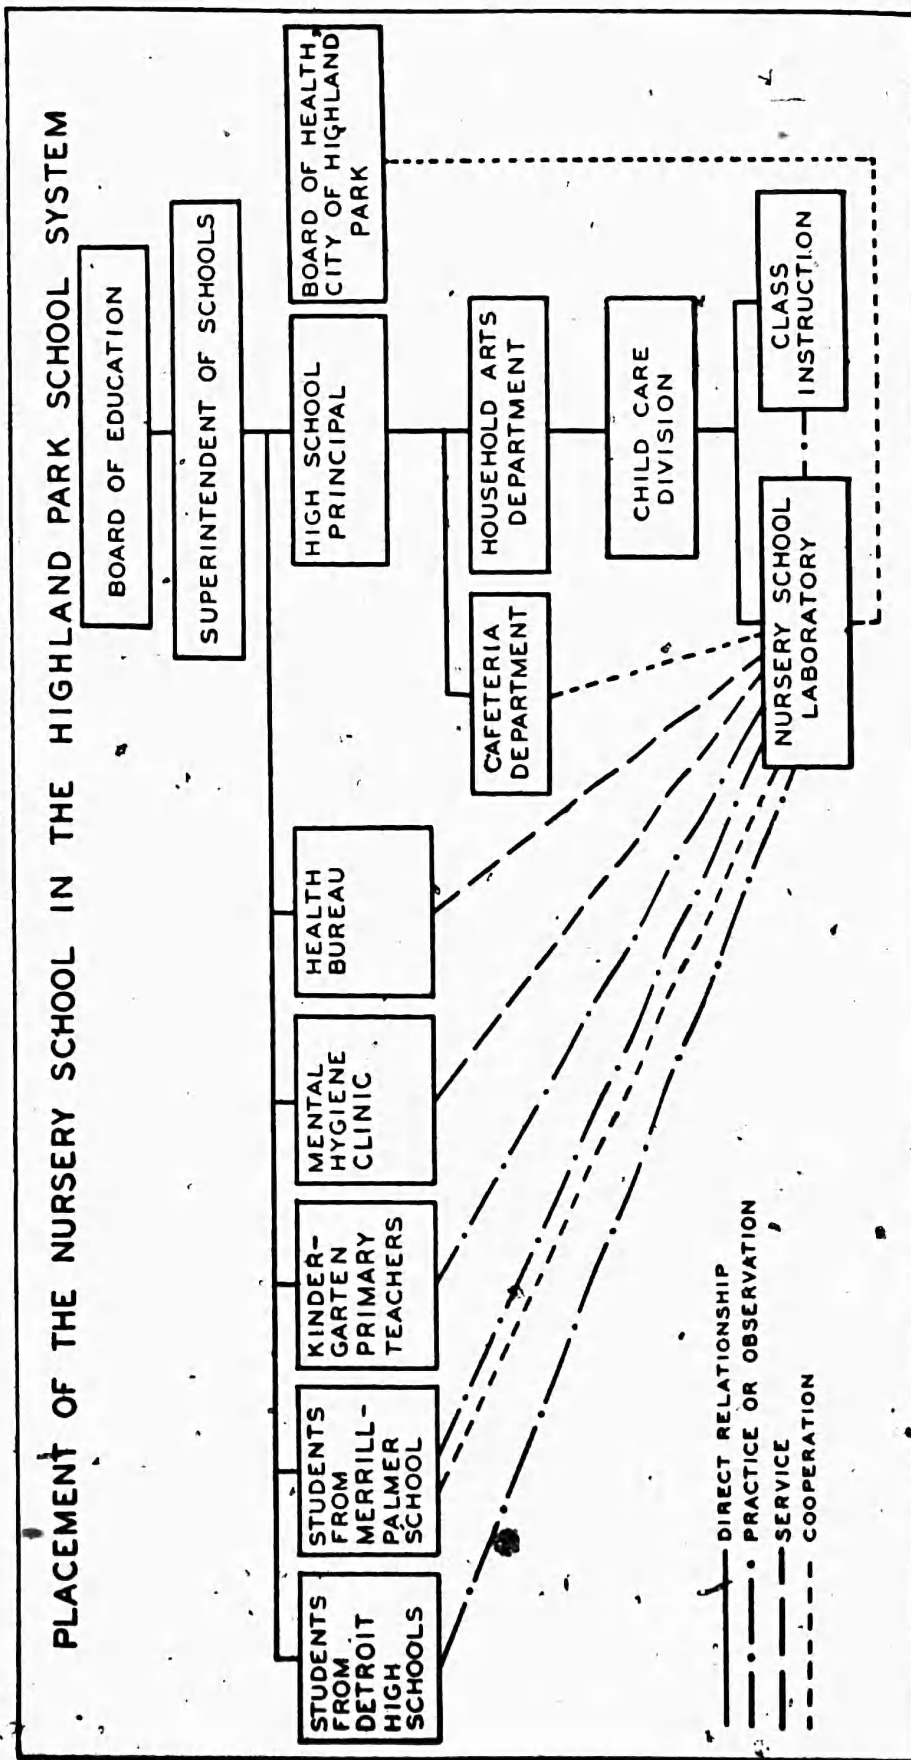 PLACEMENT OF THE NURSERY SCHOOL IN THE HIGHLAND PARK SCHOOL SYSTEM
BOARD OF EDUCATION
SUPERINTENDENT OF SCHOOLS
STUDENTS
FROM
DETROIT
HIGH
SCHOOLS
STUDENTS
FROM
MERRILL-
PALMER
SCHOOL
KINDER-
GARTEN
PRIMARY
TEACHERS
MENTAL
HYGIENE
CLINIC
HEALTH
BUREAU
HIGH SCHOOL
PRINCIPAL
BOARD OF HEALTH,
CITY OF HIGHLAND
PARK
CAFETERIA
DEPARTMENT
HOUSEHOLD ARTS
DEPARTMENT
CHILD CARE
DIVISION
NURSERY SCHOOL
LABORATORY
CLASS
INSTRUCTION
DIRECT RELATIONSHIP
PRACTICE OR OBSERVATION
SERVICE
COOPERATION